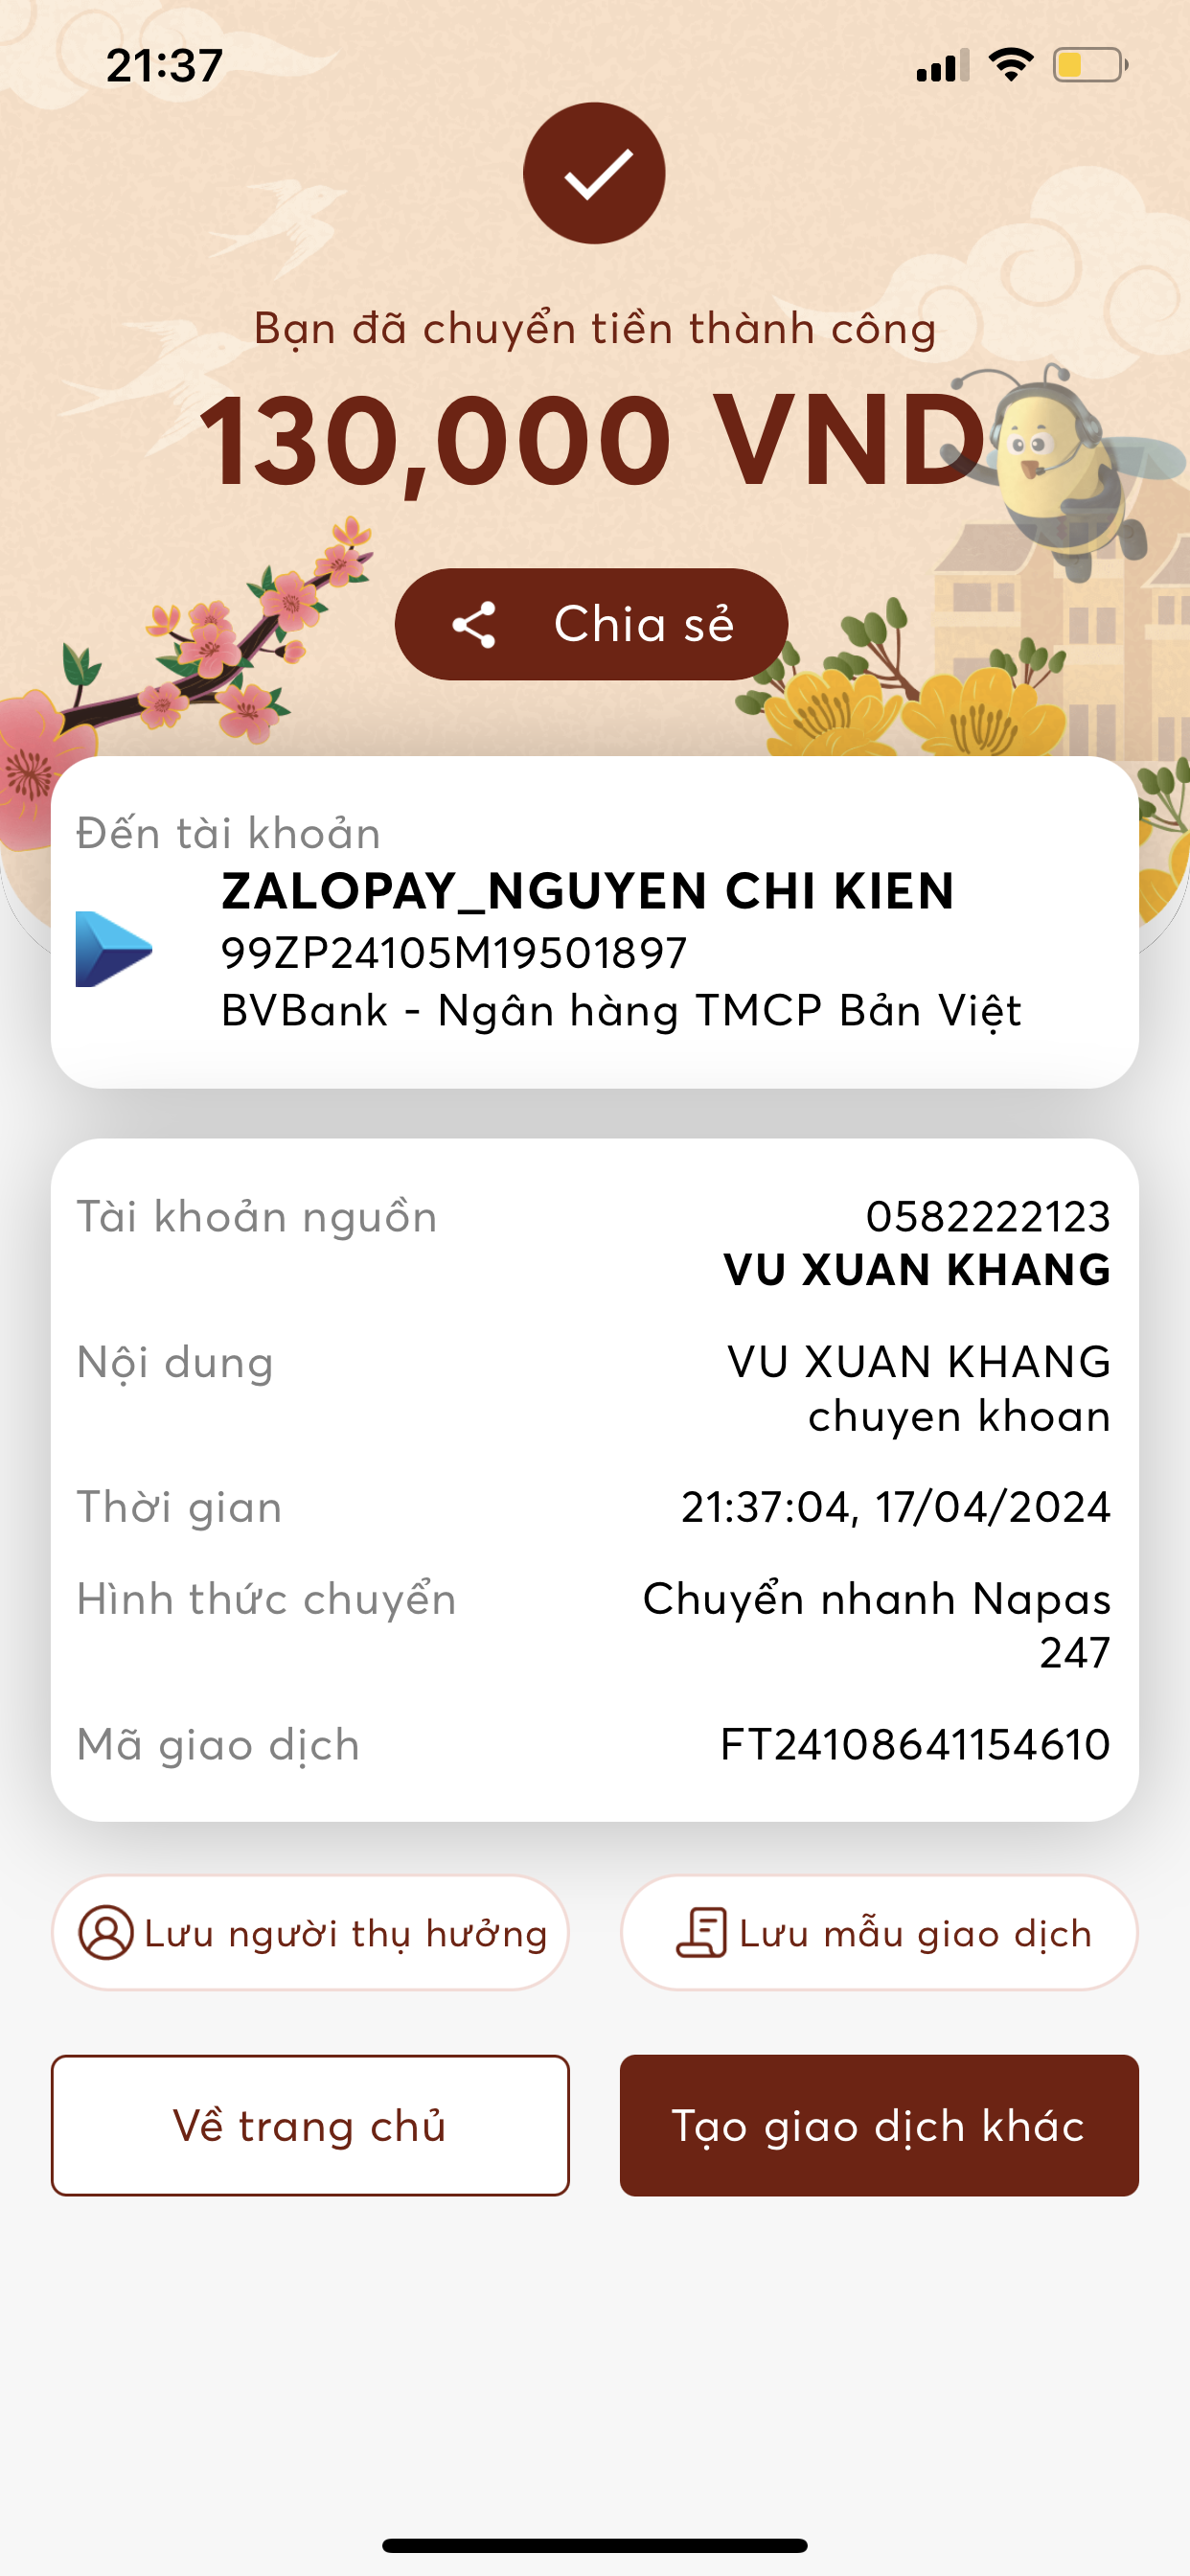 21:37
Bạn đã chuyển tiền thành công
130,000 VND
Chia sẻ
Đến tài khoản
ZALOPAY_NGUYEN CHI KIEN
99ZP24105M19501897
BVBank - Ngân hàng TMCP Bản Việt
Tài khoản nguồn 0582222123
VU XUAN KHANG
Nội dung VU XUAN KHANG
chuyen khoan
Thời gian 21:37:04, 17/04/2024
Hình thức chuyển Chuyển nhanh Napas
247
Mã giao dịch FT24108641154610
Lưu người thụ hưởng Lưu mẫu giao dịch
Về trang chủ Tạo giao dịch khác